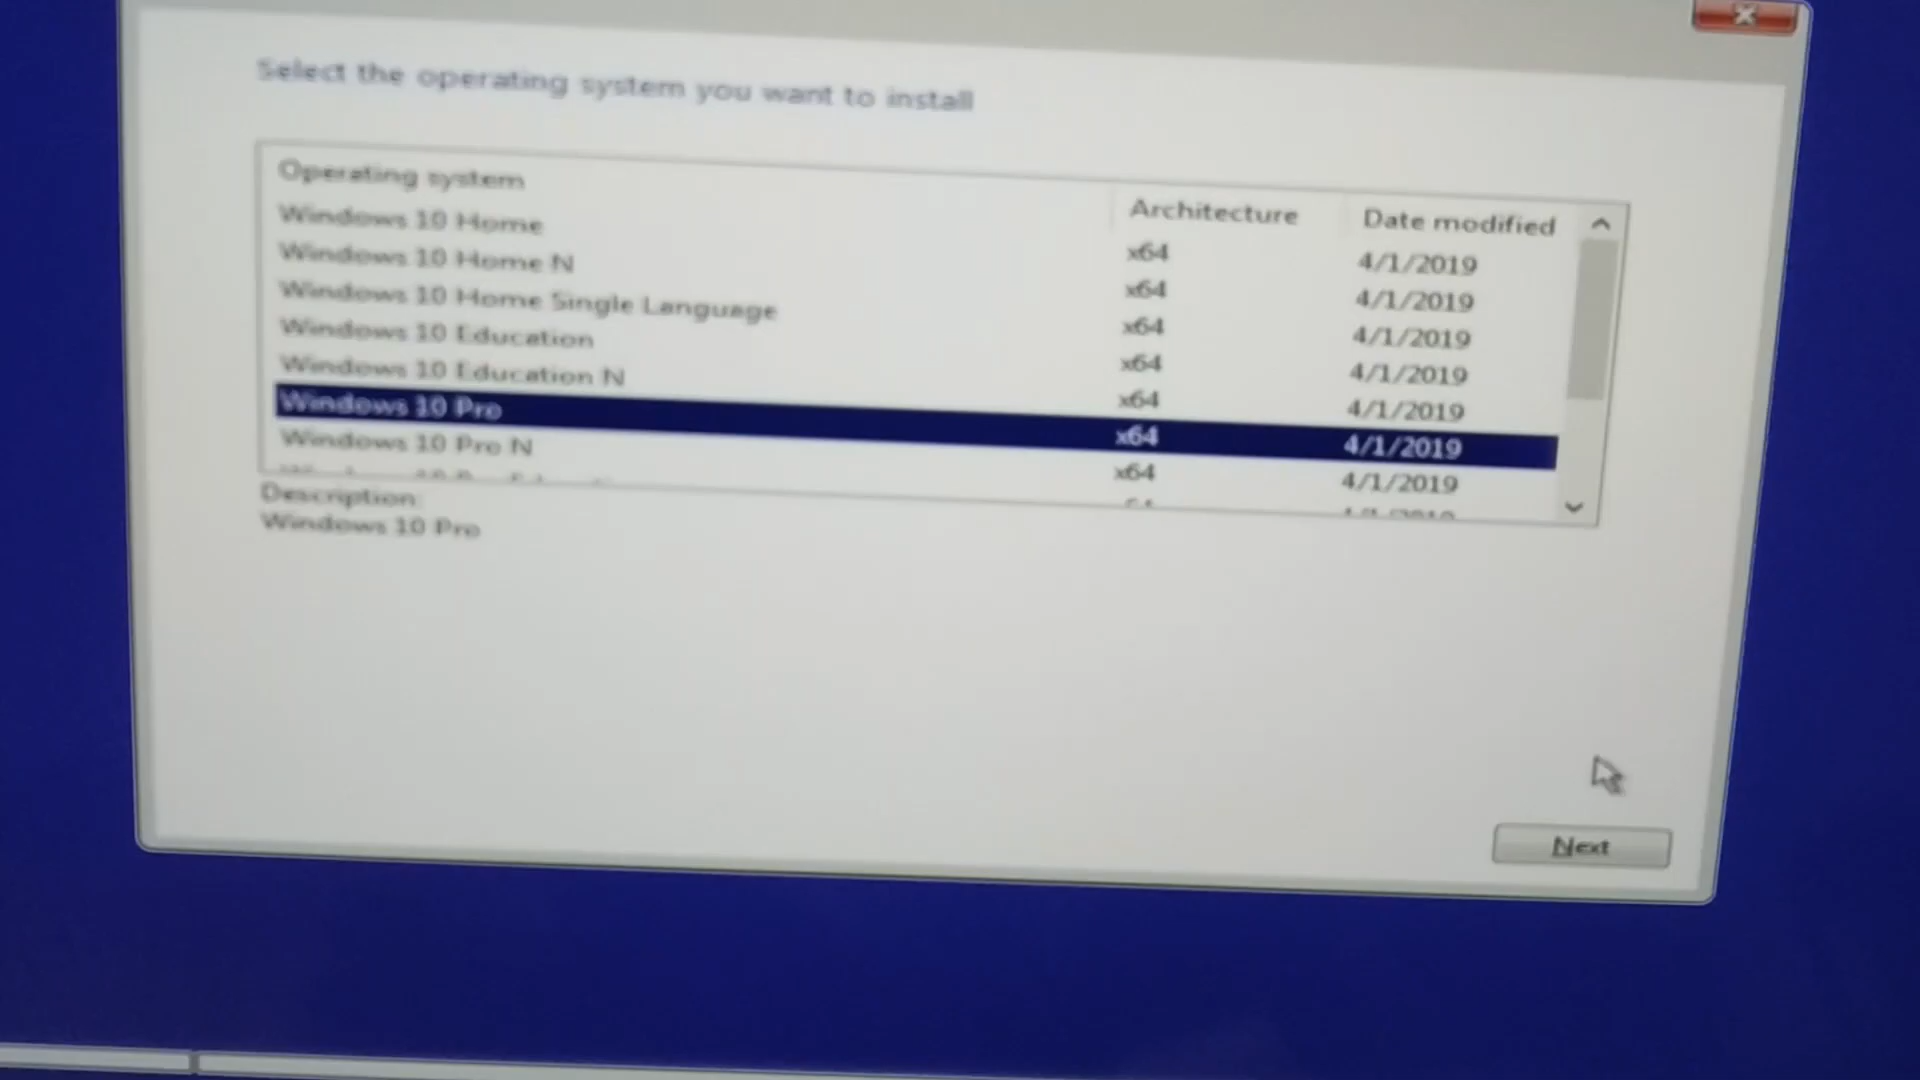 Select the operating system you want to install
Operating system Architecture Date modified
Windows 10 Home x64 4/1/2019
Windows 10 Home N x64 4/1/2019
Windows 10 Home Single Language x64 4/1/2019
Windows 10 Education x64 4/1/2019
Windows 10 Education N x64 4/1/2019
Windows 10 Pro x64 4/1/2019
Windows 10 Pro N x64 4/1/2019
Description:
Windows 10 Pro
Next